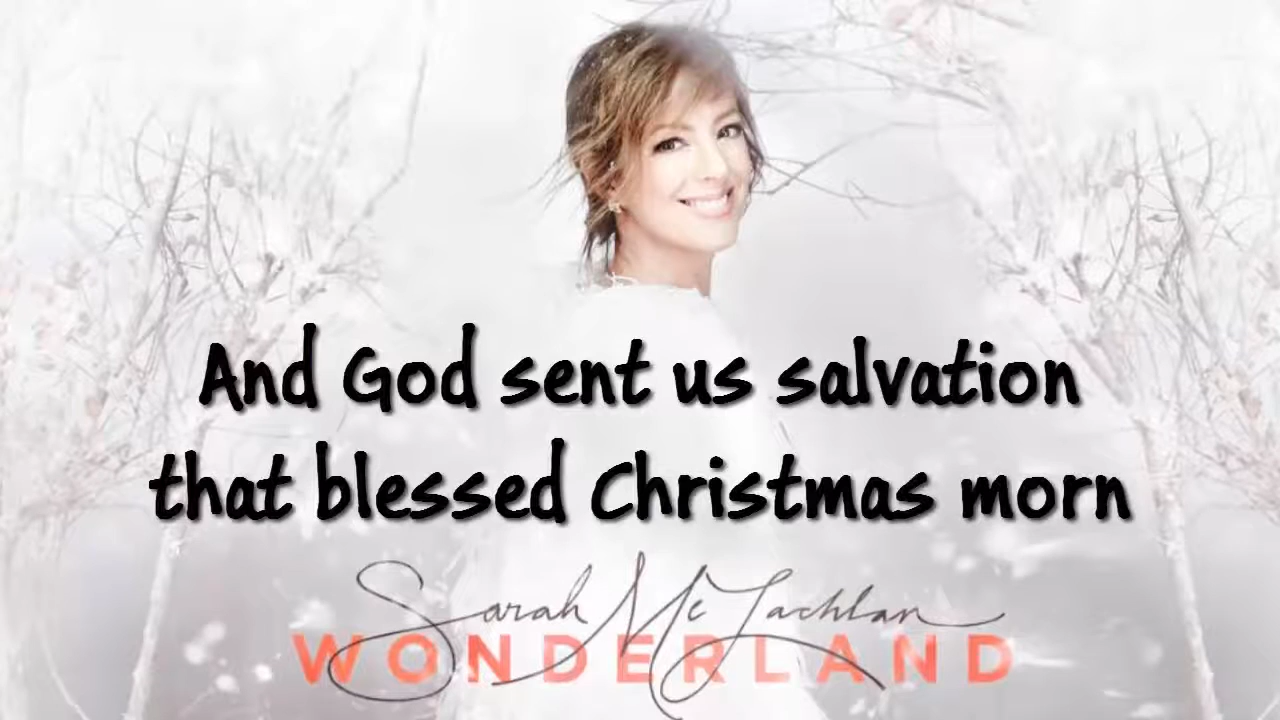 And God sent us salvation
that blessed Christmas morn
Sarah McLachlan
WONDERLAND